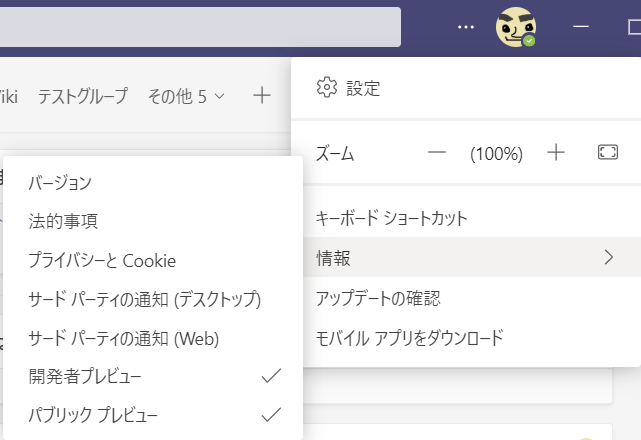 iki テストグループ その他 5
設定
ズーム (100%)
キーボード ショートカット
情報
アップデートの確認
モバイル アプリをダウンロード
バージョン
法的事項
プライバシーと Cookie
サード パーティの通知 (デスクトップ)
サード パーティの通知 (Web)
開発者プレビュー
パブリック プレビュー